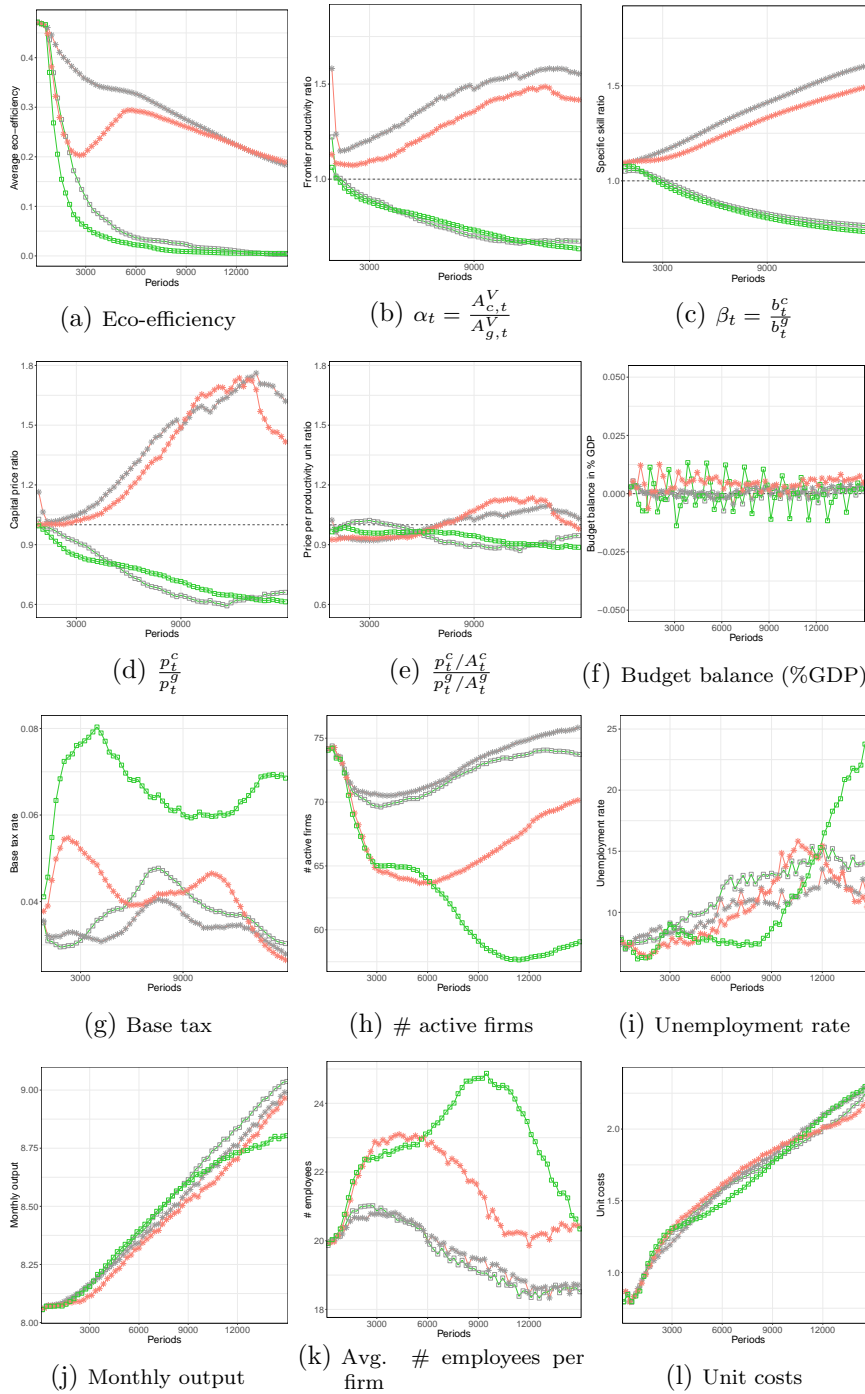 Average eco−efficiency
0.4
0.3
0.2
0.1
0.0
3000 6000 9000 12000
Periods
(a) Eco-efficiency
Frontier productivity ratio
1.5
1.0
3000 9000
Periods
(b) α_t = A^V_{c,t} / A^V_{g,t}
Specific skill ratio
1.5
1.0
3000 9000
Periods
(c) β_t = b^c_t / b^g_t
Capital price ratio
1.8
1.5
1.2
0.9
0.6
3000 9000
Periods
(d) p^c_t / p^g_t
Price per productivity unit ratio
1.8
1.5
1.2
0.9
0.6
3000 9000
Periods
(e) p^c_t/A^c_t / p^g_t/A^g_t
Budget balance in % GDP
0.050
0.025
0.000
−0.025
−0.050
3000 6000 9000 12000
Periods
(f) Budget balance (%GDP)
Base tax rate
0.08
0.06
0.04
3000 9000
Periods
(g) Base tax
# active firms
75
70
65
60
3000 6000 9000 12000
Periods
(h) # active firms
Unemployment rate
25
20
15
10
3000 6000 9000 12000
Periods
(i) Unemployment rate
Monthly output
9.00
8.75
8.50
8.25
8.00
3000 6000 9000 12000
Periods
(j) Monthly output
# employees
24
22
20
18
3000 6000 9000 12000
Periods
(k) Avg. # employees per
firm
Unit costs
2.0
1.5
1.0
3000 6000 9000 12000
Periods
(l) Unit costs